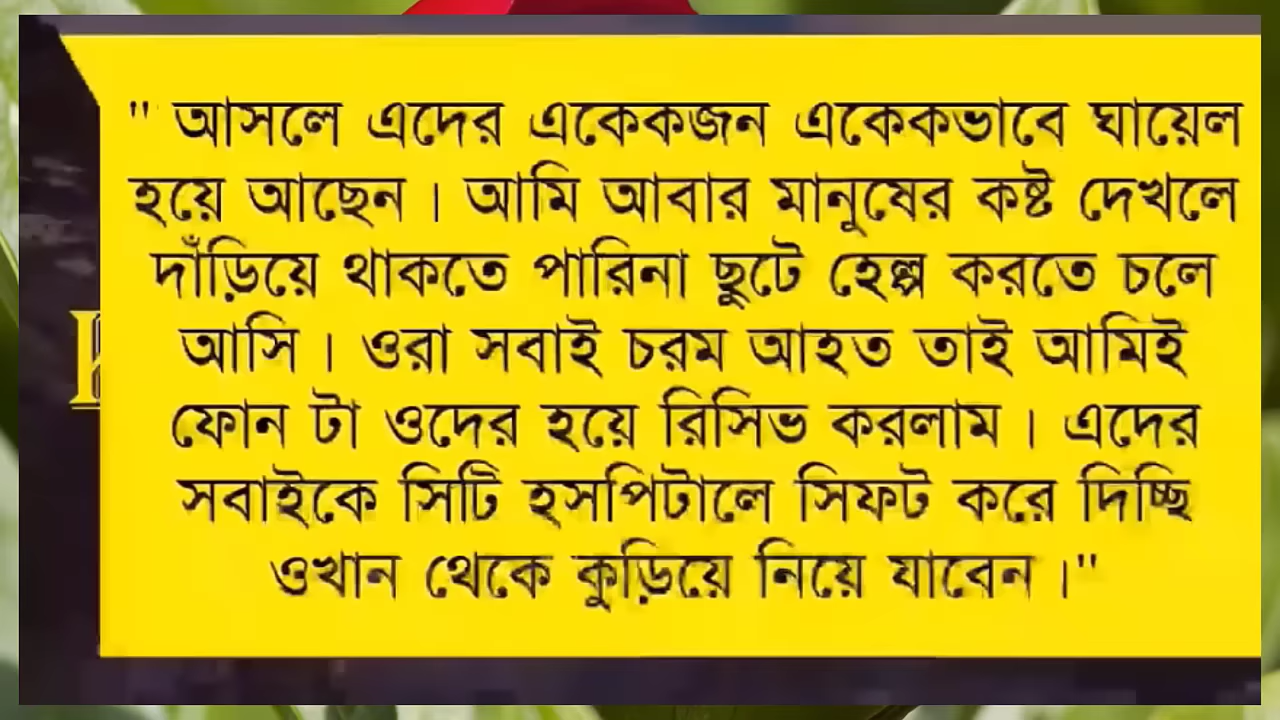 " আসলে এদের একেকজন একেকভাবে ঘায়েল
হয়ে আছেন । আমি আবার মানুষের কষ্ট দেখলে
দাঁড়িয়ে থাকতে পারিনা ছুটে হেল্প করতে চলে
আসি । ওরা সবাই চরম আহত তাই আমিই
ফোন টা ওদের হয়ে রিসিভ করলাম । এদের
সবাইকে সিটি হসপিটালে সিফট করে দিচ্ছি
ওখান থেকে কুড়িয়ে নিয়ে যাবেন ।"